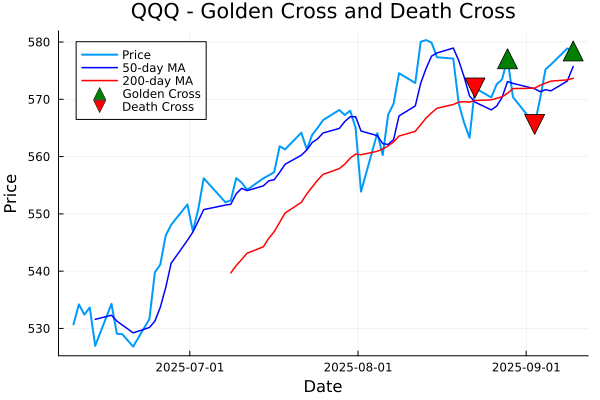 QQQ - Golden Cross and Death Cross
Price
50-day MA
200-day MA
Golden Cross
Death Cross
580
570
560
550
540
530
Price
2025-07-01
2025-08-01
2025-09-01
Date